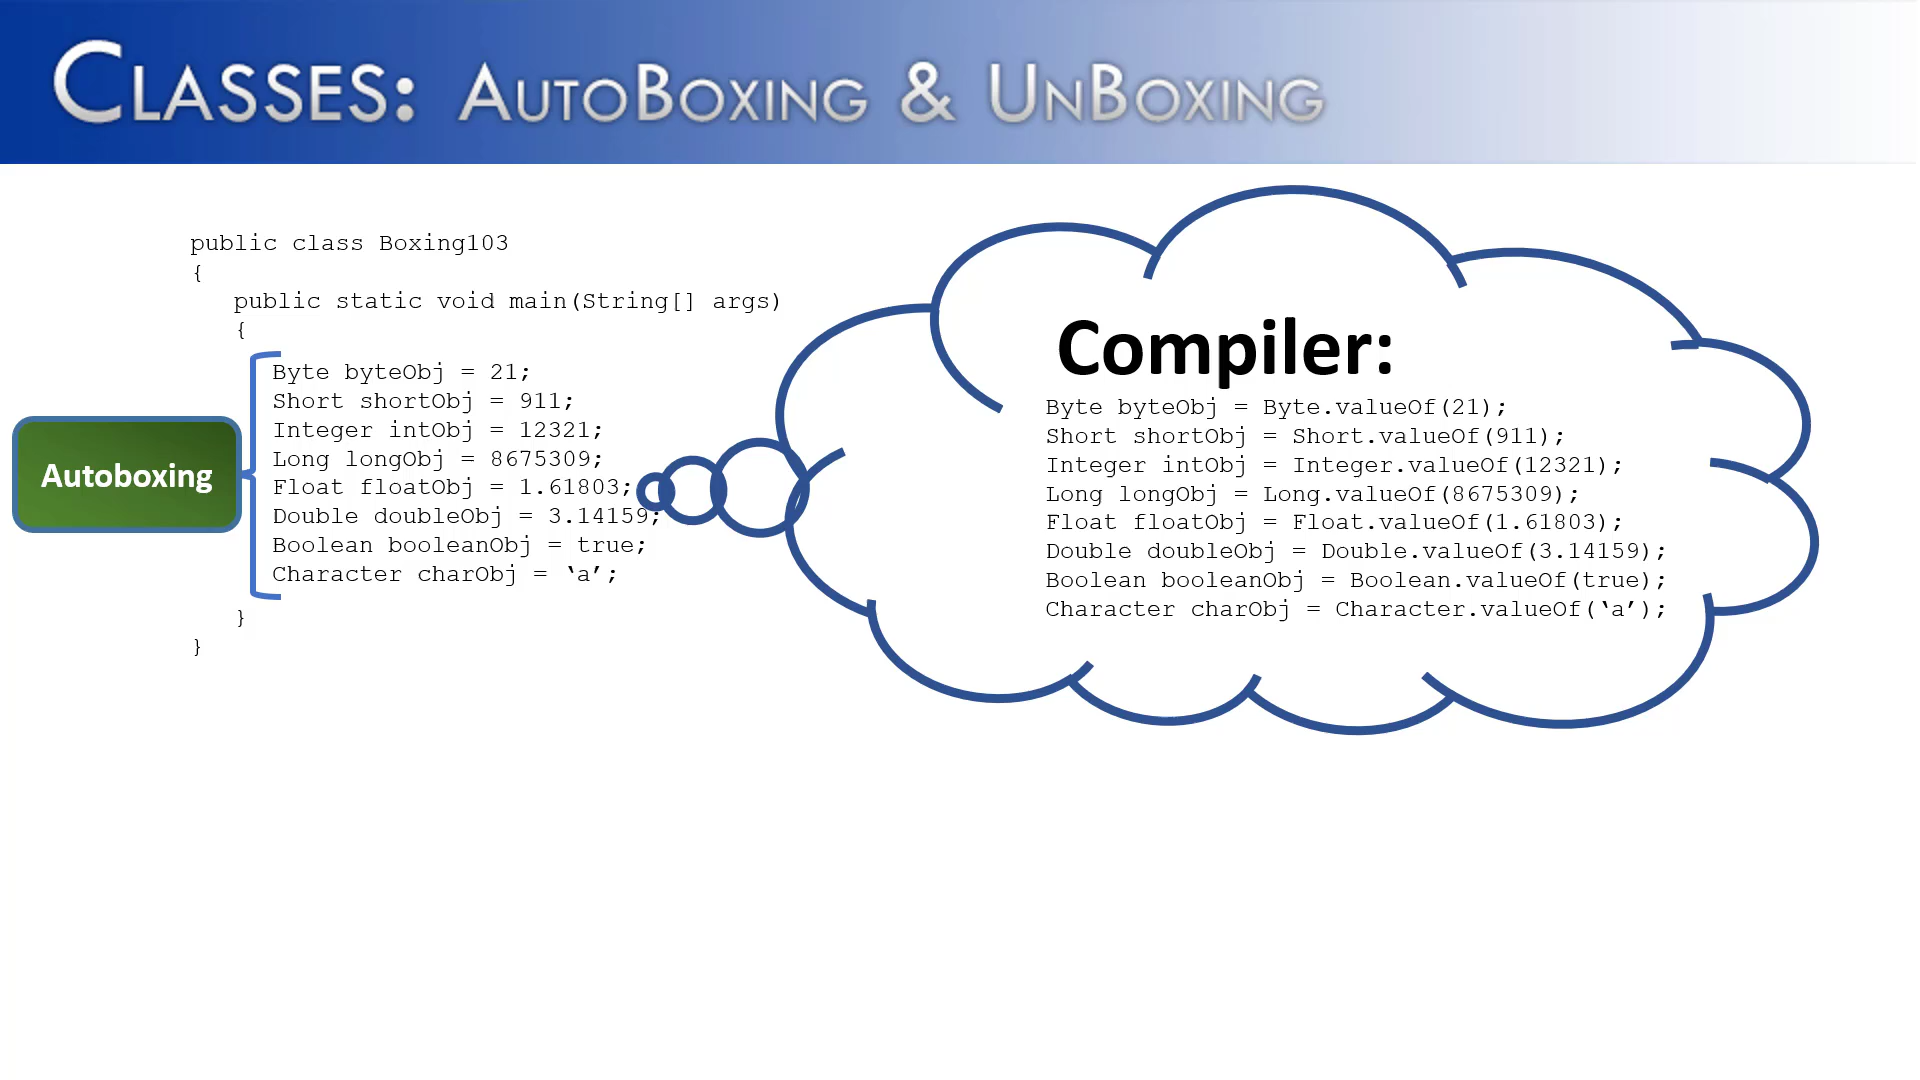 Classes: AutoBoxing & UnBoxing
public class Boxing103
{
public static void main(String[] args)
{
Byte byteObj = 21;
Short shortObj = 911;
Integer intObj = 12321;
Long longObj = 8675309;
Float floatObj = 1.61803;
Double doubleObj = 3.14159;
Boolean booleanObj = true;
Character charObj = ‘a’;
}
}
Autoboxing
Compiler:
Byte byteObj = Byte.valueOf(21);
Short shortObj = Short.valueOf(911);
Integer intObj = Integer.valueOf(12321);
Long longObj = Long.valueOf(8675309);
Float floatObj = Float.valueOf(1.61803);
Double doubleObj = Double.valueOf(3.14159);
Boolean booleanObj = Boolean.valueOf(true);
Character charObj = Character.valueOf(‘a’);